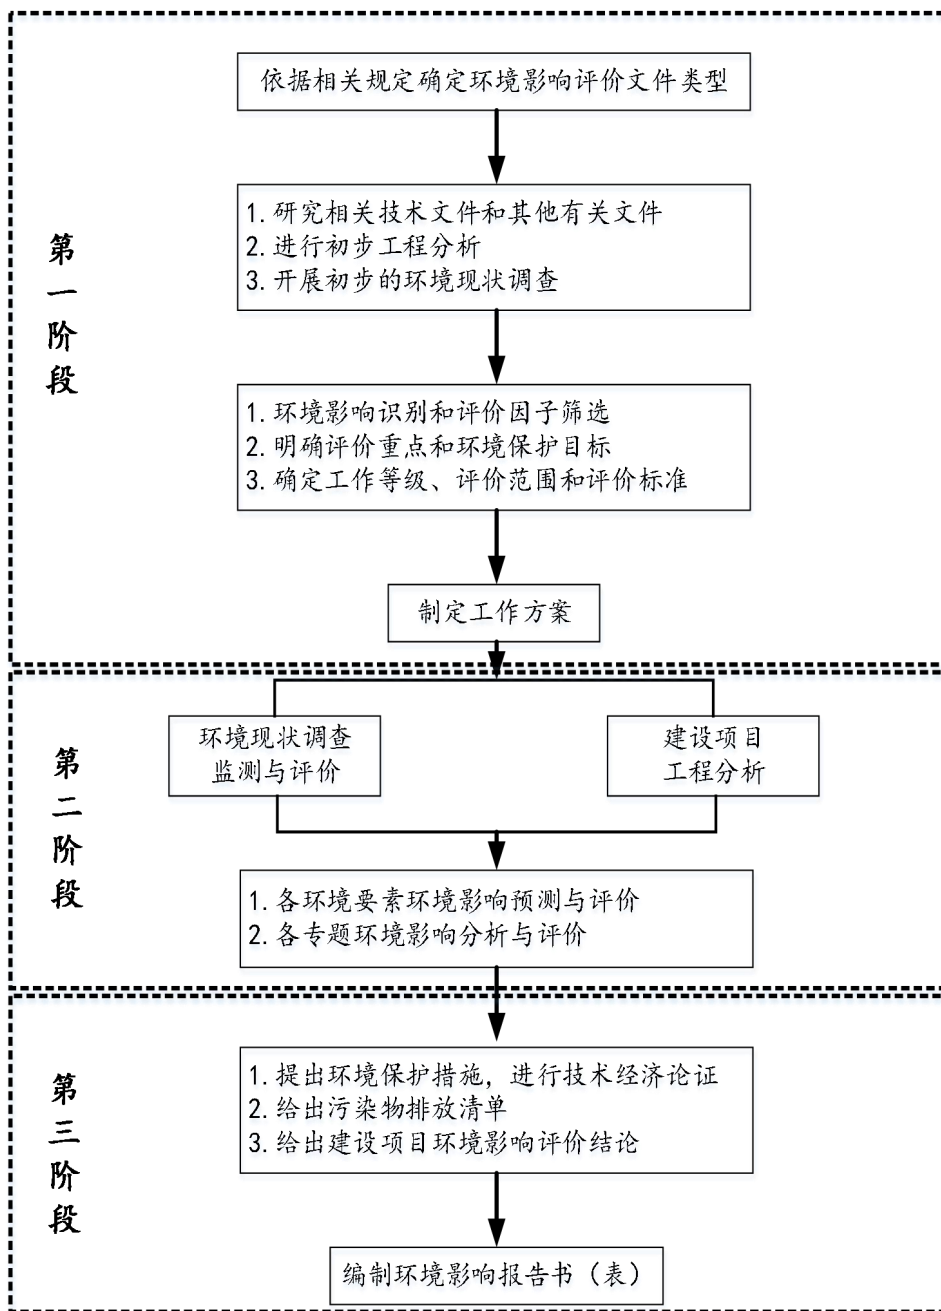 依据相关规定确定环境影响评价文件类型
第一阶段
1. 研究相关技术文件和其他有关文件
2. 进行初步工程分析
3. 开展初步的环境现状调查
1. 环境影响识别和评价因子筛选
2. 明确评价重点和环境保护目标
3. 确定工作等级、评价范围和评价标准
制定工作方案
第二阶段
环境现状调查
监测与评价
建设项目
工程分析
1. 各环境要素环境影响预测与评价
2. 各专题环境影响分析与评价
第三阶段
1. 提出环境保护措施，进行技术经济论证
2. 给出污染物排放清单
3. 给出建设项目环境影响评价结论
编制环境影响报告书（表）